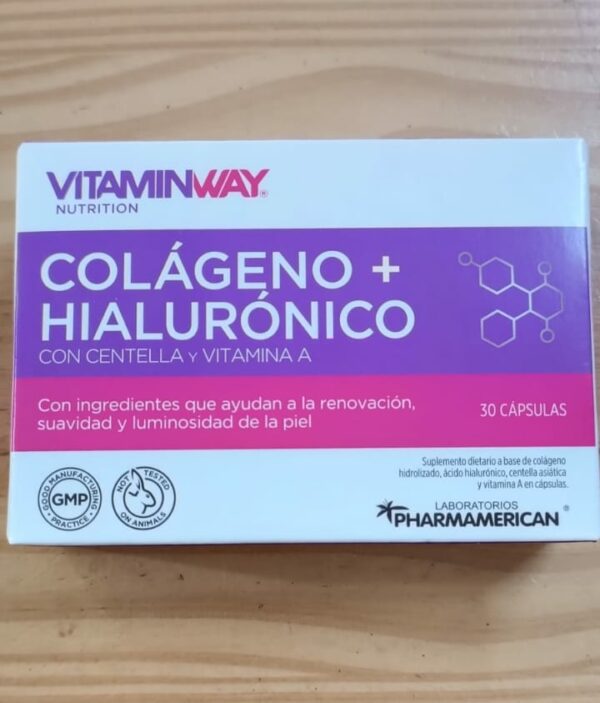 VITAMINWAY®
NUTRITION
COLÁGENO +
HIALURÓNICO
CON CENTELLA Y VITAMINA A
Con ingredientes que ayudan a la renovación,
suavidad y luminosidad de la piel
30 CÁPSULAS
Suplemento dietario a base de colágeno
hidrolizado, ácido hialurónico, centella asiática
y vitamina A en cápsulas.
GOOD MANUFACTURING
GMP
PRACTICE
NOT TESTED
ON ANIMALS
LABORATORIOS
PHARMAMERICAN®